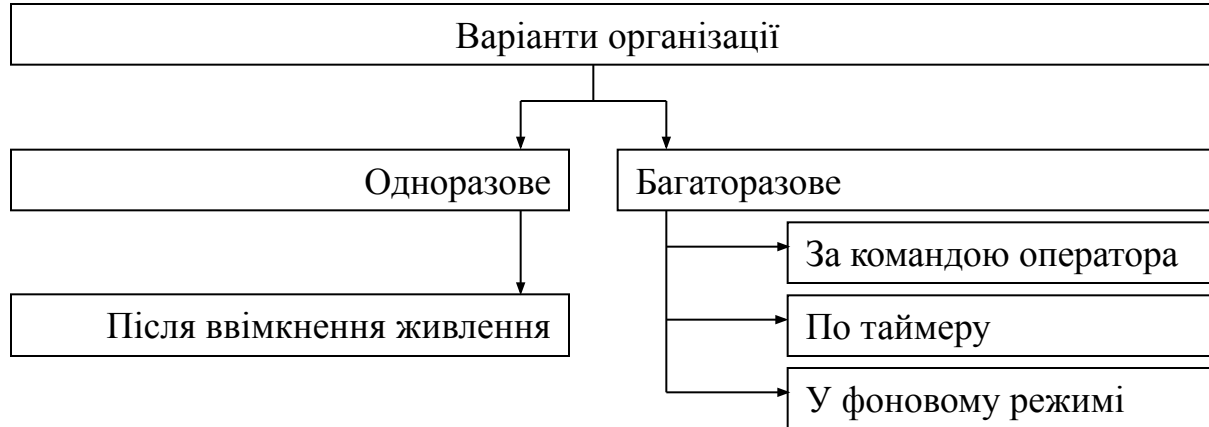 Варіанти організації
Одноразове
Багаторазове
За командою оператора
Після ввімкнення живлення
По таймеру
У фоновому режимі